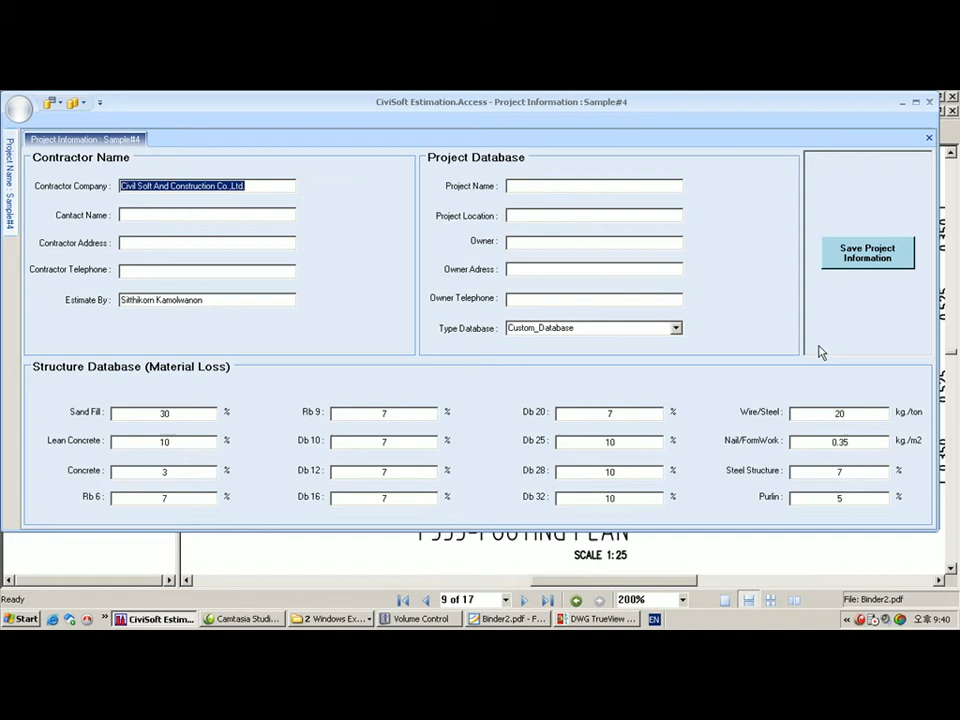 CiviSoft Estimation.Access - Project Information : Sample#4
Project Information : Sample#4
Project Name : Sample#4
Contractor Name
Contractor Company : Civil Soft And Construction Co.,Ltd.
Cantact Name :
Contractor Address :
Contractor Telephone :
Estimate By : Sitthikorn Kamolwanon
Project Database
Project Name :
Project Location :
Owner :
Owner Adress :
Owner Telephone :
Type Database : Custom_Database
Save Project
Information
Structure Database (Material Loss)
Sand Fill : 30 % Rb 9 : 7 % Db 20 : 7 % Wire/Steel : 20 kg./ton
Lean Concrete : 10 % Db 10 : 7 % Db 25 : 10 % Nail/FormWork : 0.35 kg./m2
Concrete : 3 % Db 12 : 7 % Db 28 : 10 % Steel Structure : 7 %
Rb 6 : 7 % Db 16 : 7 % Db 32 : 10 % Purlin : 5 %
SCALE 1:25
Ready 9 of 17 200% File: Binder2.pdf
Start » CiviSoft Estim... Camtasia Studi... 2 Windows Ex... Volume Control Binder2.pdf - F... DWG TrueView ... EN « 오후 9:40